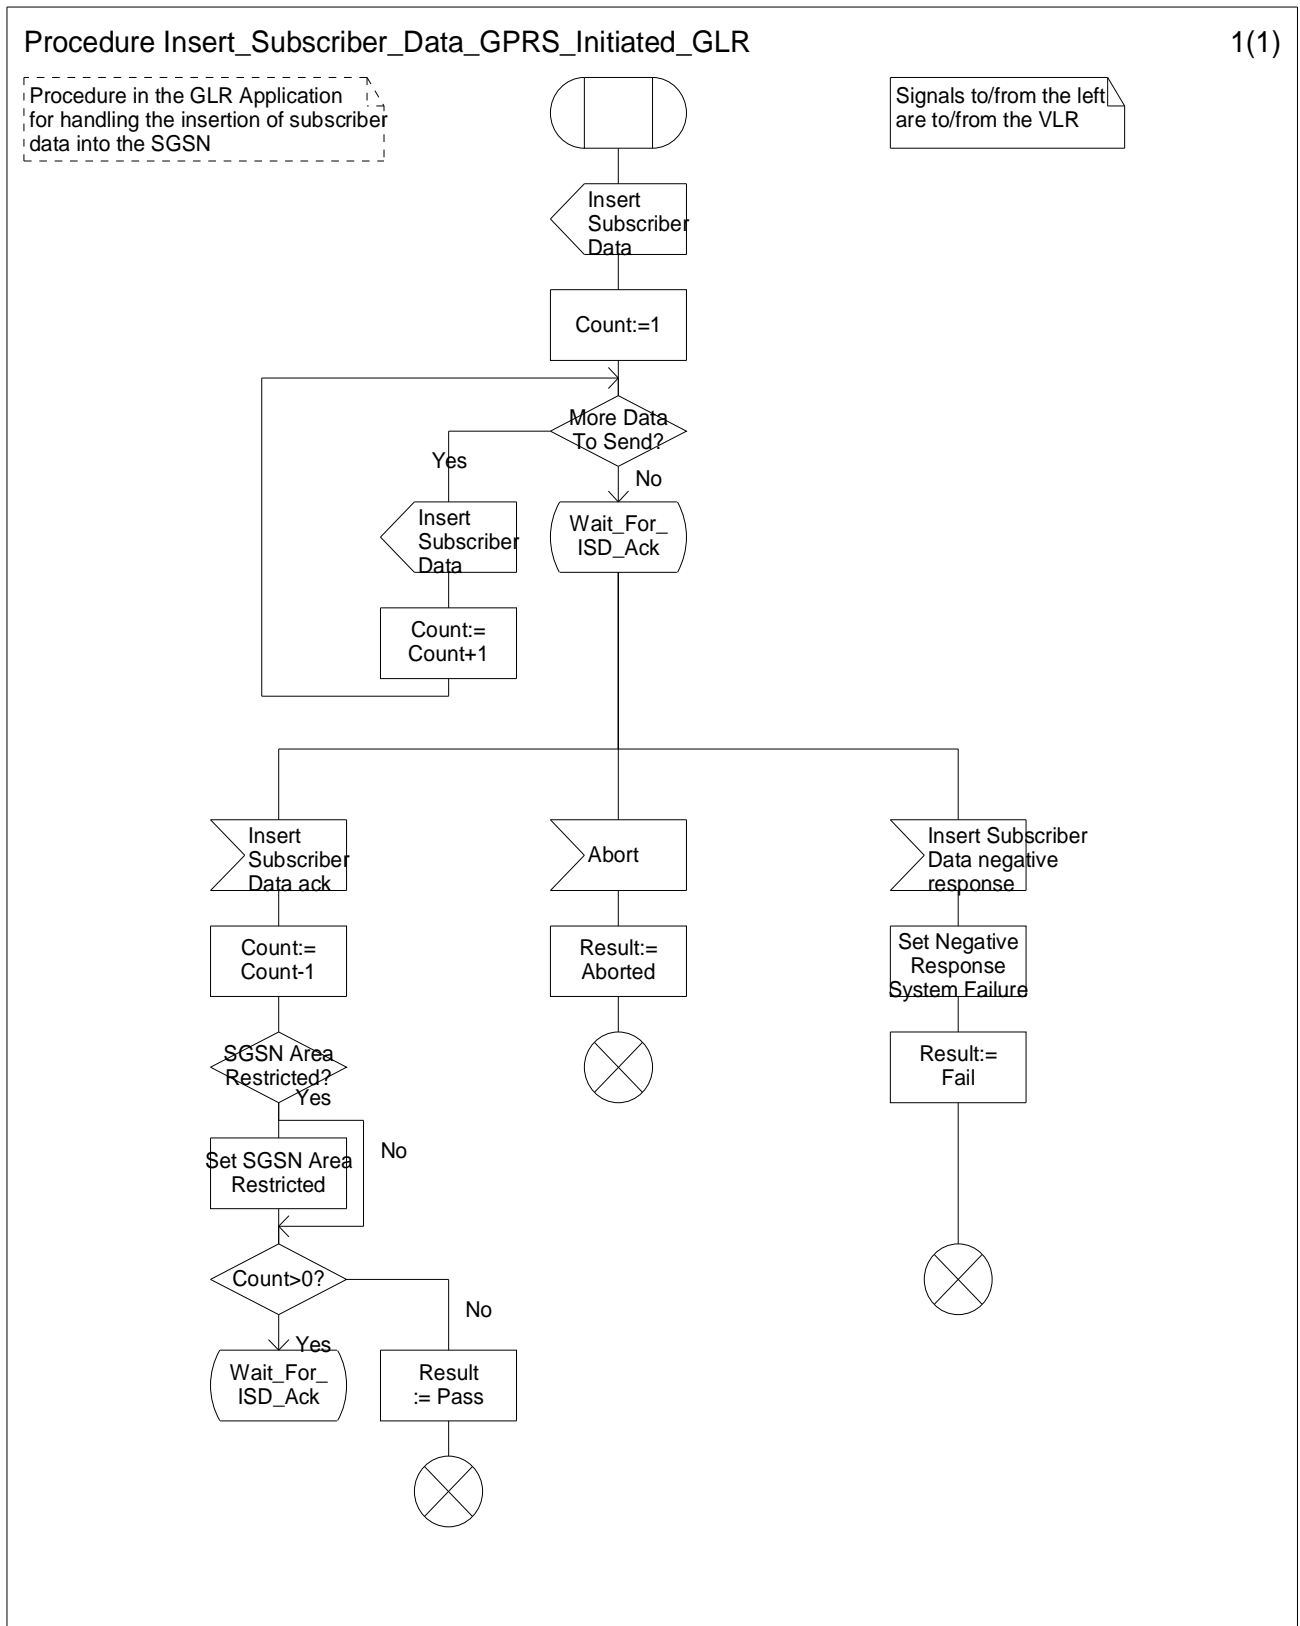 Procedure Insert_Subscriber_Data_GPRS_Initiated_GLR
1(1)
Procedure in the GLR Application
for handling the insertion of subscriber
data into the SGSN
Signals to/from the left
are to/from the VLR
Insert
Subscriber
Data
Count:=1
More Data
To Send?
Yes
No
Insert
Subscriber
Data
Wait_For_
ISD_Ack
Count:=
Count+1
Insert
Subscriber
Data ack
Abort
Insert Subscriber
Data negative
response
Count:=
Count-1
Result:=
Aborted
Set Negative
Response
System Failure
SGSN Area
Restricted?
Yes
Result:=
Fail
No
Set SGSN Area
Restricted
Count>0?
No
Yes
Wait_For_
ISD_Ack
Result
:= Pass